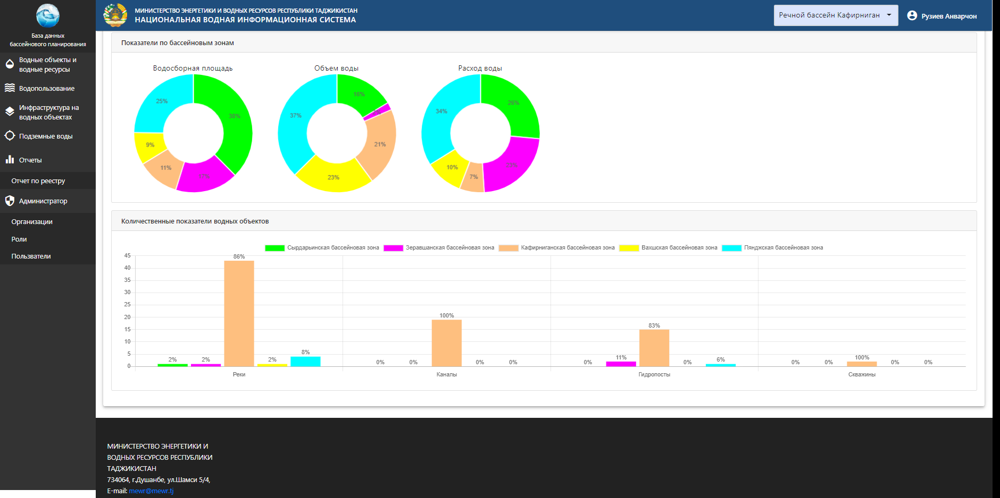 База данных
бассейнового планирования
Водные объекты и
водные ресурсы
Водопользование
Инфраструктура на
водных объектах
Подземные воды
Отчеты
Отчет по реестру
Администратор
Организации
Роли
Пользватели
МИНИСТЕРСТВО ЭНЕРГЕТИКИ И ВОДНЫХ РЕСУРСОВ РЕСПУБЛИКИ ТАДЖИКИСТАН
НАЦИОНАЛЬНАЯ ВОДНАЯ ИНФОРМАЦИОННАЯ СИСТЕМА
Речной бассейн Кафирниган
Рузиев Анварчон
Показатели по бассейновым зонам
Водосборная площадь
38%
17%
11%
9%
25%
Объем воды
16%
21%
23%
37%
Расход воды
26%
7%
10%
34%
Количественные показатели водных объектов
Сырдарьинская бассейновая зона
Зеравшанская бассейновая зона
Кафирниганская бассейновая зона
Вахшская бассейновая зона
Пянджская бассейновая зона
45
40
35
30
25
20
15
10
5
0
2%
2%
86%
2%
8%
0%
0%
100%
0%
0%
0%
11%
83%
0%
6%
0%
0%
100%
0%
0%
Реки
Каналы
Гидропосты
Скважины
МИНИСТЕРСТВО ЭНЕРГЕТИКИ И
ВОДНЫХ РЕСУРСОВ РЕСПУБЛИКИ
ТАДЖИКИСТАН
734064, г.Душанбе, ул.Шамси 5/4,
E-mail: mewr@mewr.tj